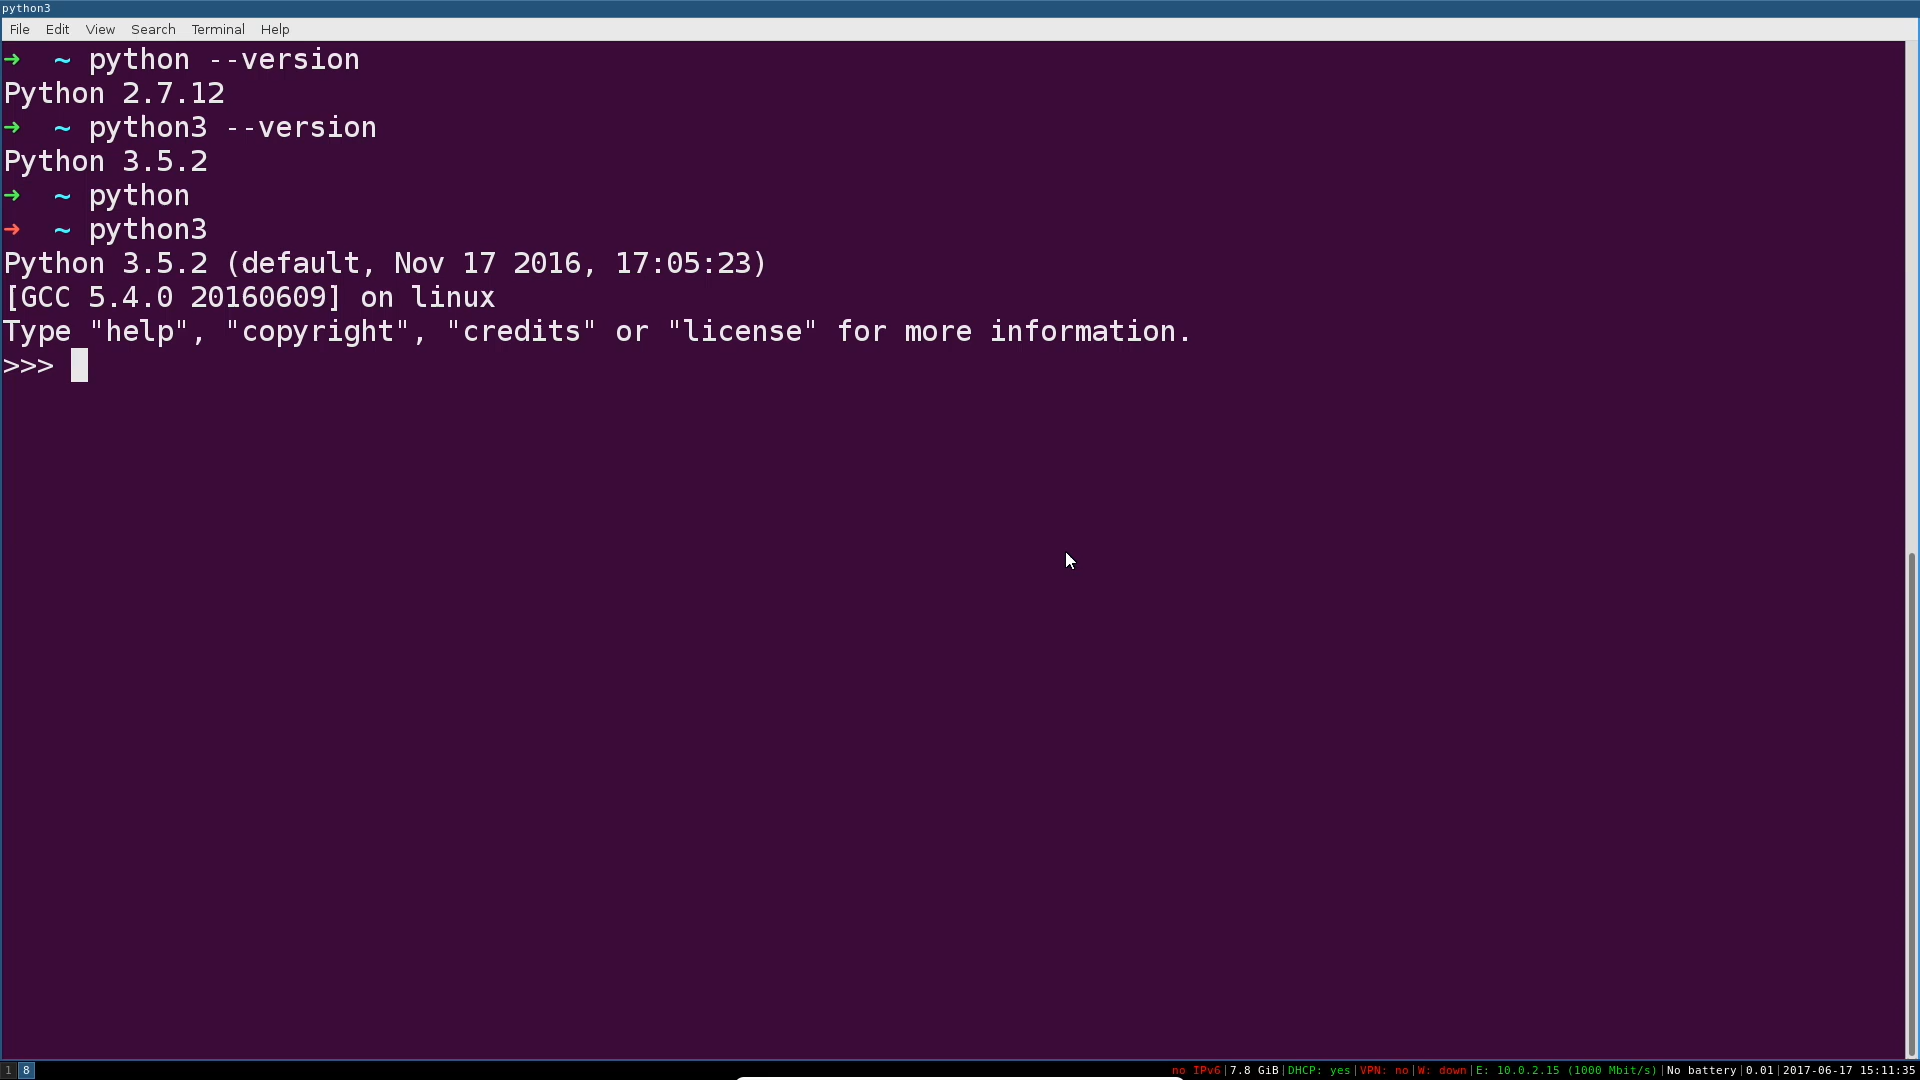 python3
File Edit View Search Terminal Help
➜ ~ python --version
Python 2.7.12
➜ ~ python3 --version
Python 3.5.2
➜ ~ python
➜ ~ python3
Python 3.5.2 (default, Nov 17 2016, 17:05:23)
[GCC 5.4.0 20160609] on linux
Type "help", "copyright", "credits" or "license" for more information.
>>>
1 8 no IPv6|7.8 GiB|DHCP: yes|VPN: no|W: down|E: 10.0.2.15 (1000 Mbit/s)|No battery|0.01|2017-06-17 15:11:35